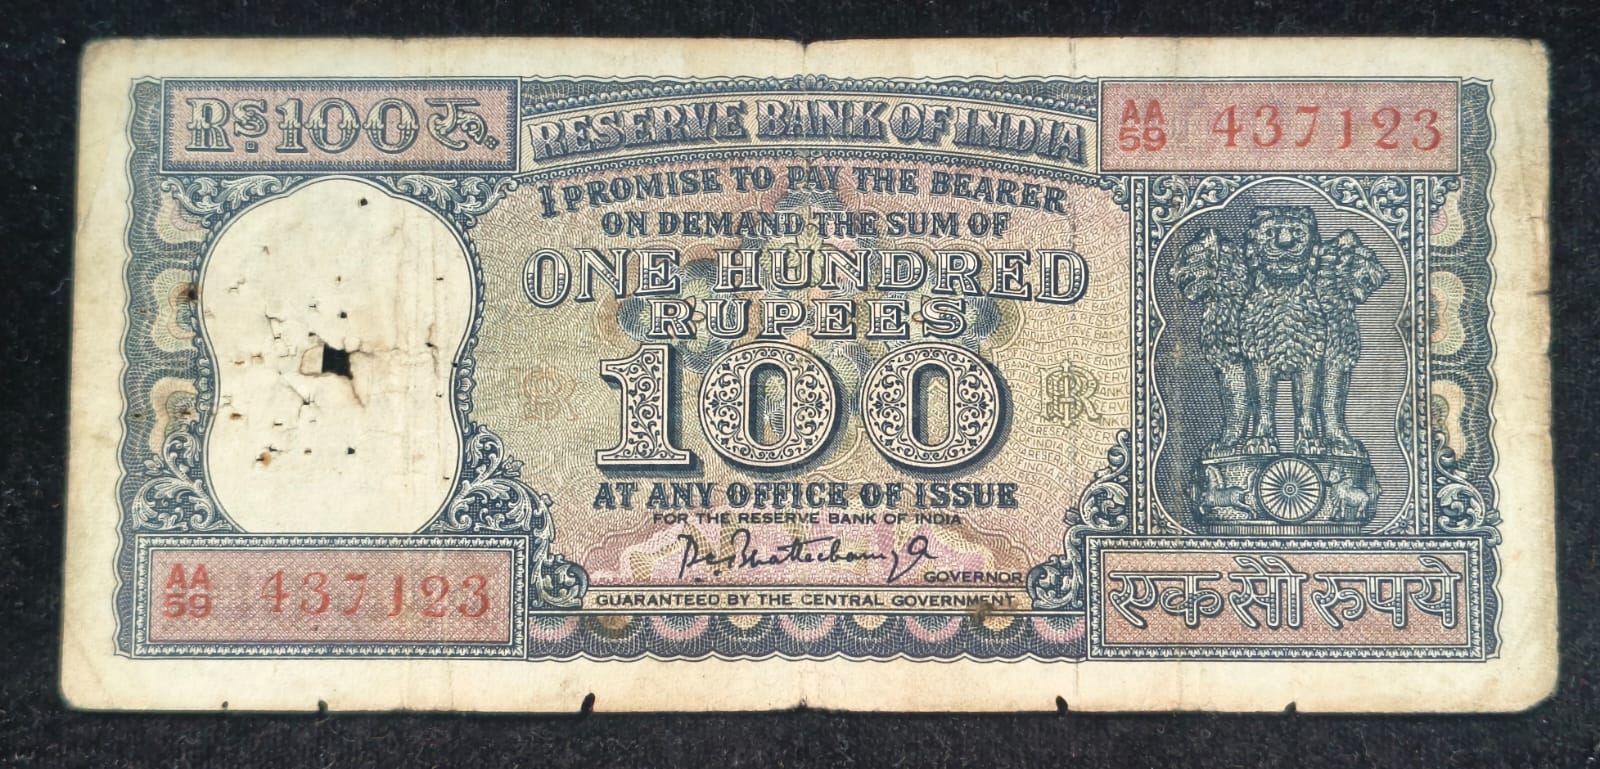 Rs 100 रु.
RESERVE BANK OF INDIA
AA
59 437123
I PROMISE TO PAY THE BEARER
ON DEMAND THE SUM OF
ONE HUNDRED
RUPEES
100
AT ANY OFFICE OF ISSUE
FOR THE RESERVE BANK OF INDIA
P. C. Bhattacharyya
GOVERNOR
GUARANTEED BY THE CENTRAL GOVERNMENT
AA
59 437123
एक सौ रुपये